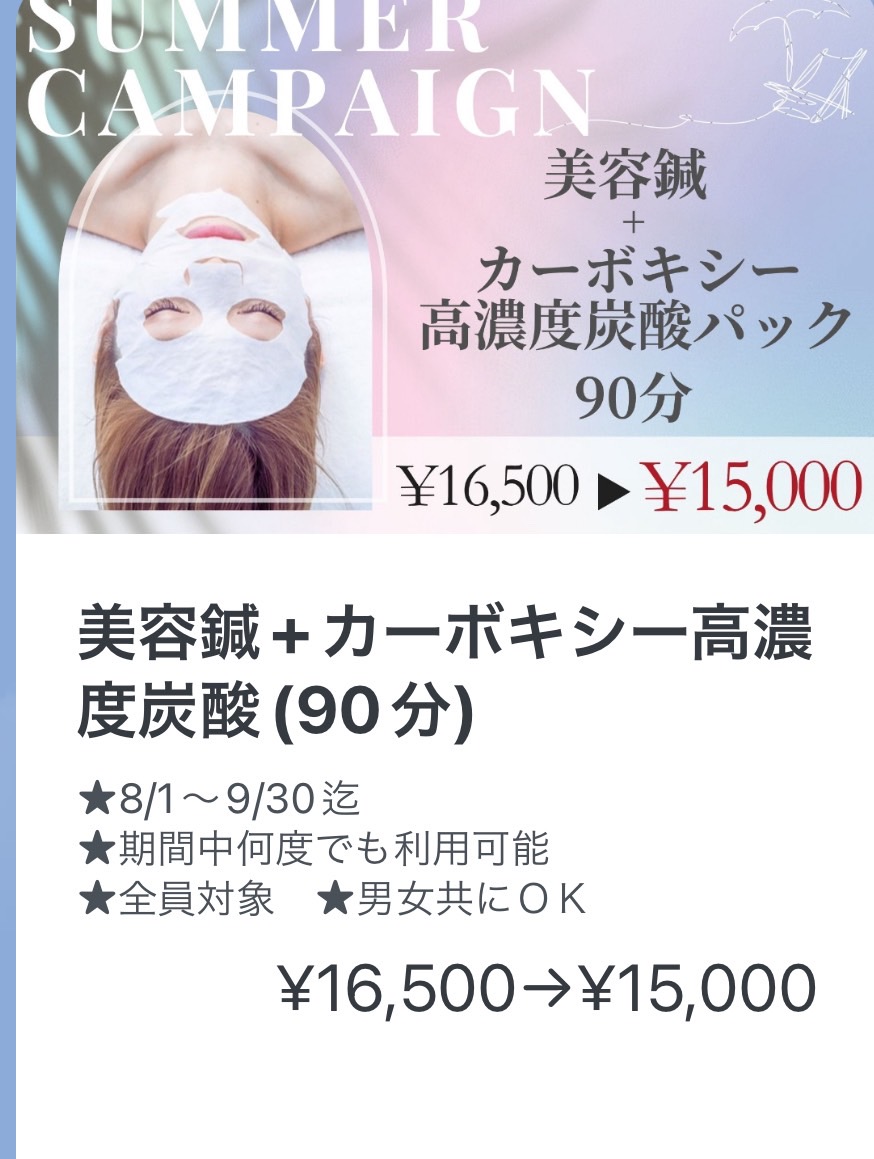 SUMMER
CAMPAIGN
美容鍼
+
カーボキシー
高濃度炭酸パック
90分
¥16,500 ▶ ¥15,000
美容鍼+カーボキシー高濃
度炭酸(90分)
★8/1〜9/30迄
★期間中何度でも利用可能
★全員対象　★男女共にＯＫ
¥16,500→¥15,000